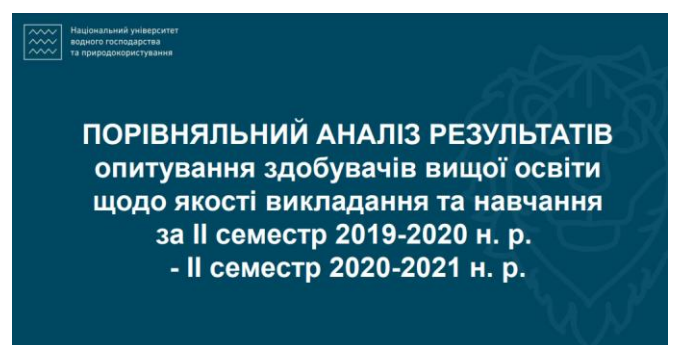 Національний університет
водного господарства
та природокористування
ПОРІВНЯЛЬНИЙ АНАЛІЗ РЕЗУЛЬТАТІВ
опитування здобувачів вищої освіти
щодо якості викладання та навчання
за ІІ семестр 2019-2020 н. р.
- ІІ семестр 2020-2021 н. р.